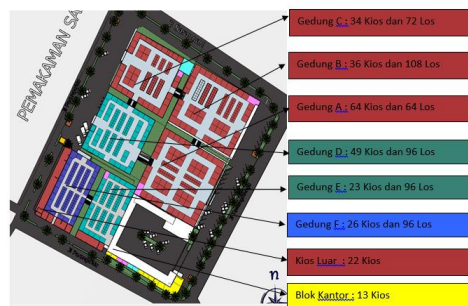 PEMAKAMAN SA
Gedung C : 34 Kios dan 72 Los
Gedung B : 36 Kios dan 108 Los
Gedung A : 64 Kios dan 64 Los
Gedung D : 49 Kios dan 96 Los
Gedung E : 23 Kios dan 96 Los
Gedung F : 26 Kios dan 96 Los
Kios Luar : 22 Kios
Blok Kantor : 13 Kios
n